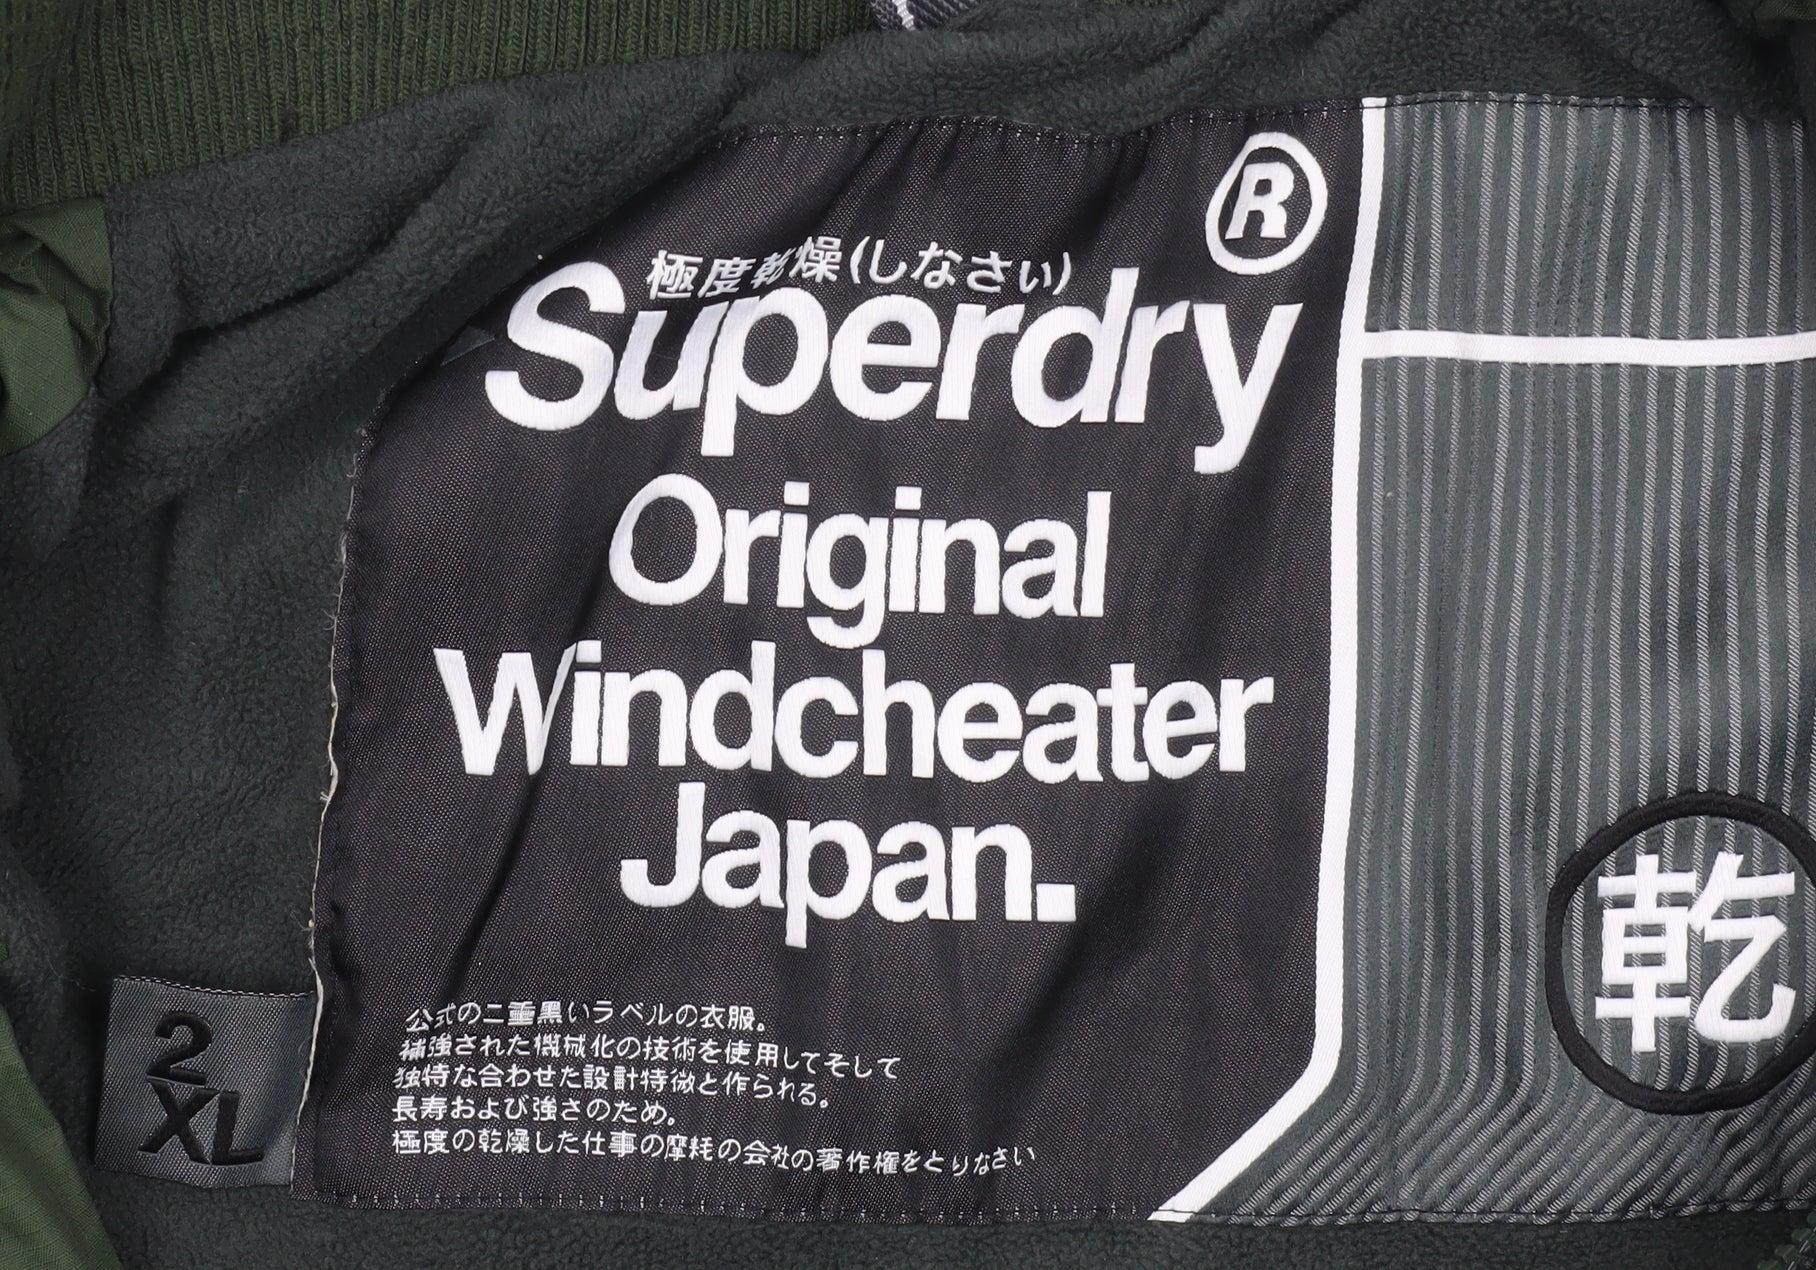 ®
極度乾燥(しなさい)
Superdry
Original
Windcheater
Japan.
公式の二重黒いラベルの衣服。
補強された機械化の技術を使用してそして
独特な合わせた設計特徴と作られる。
長寿および強さのため。
極度の乾燥した仕事の摩耗の会社の著作権をとりなさい
2
XL
乾